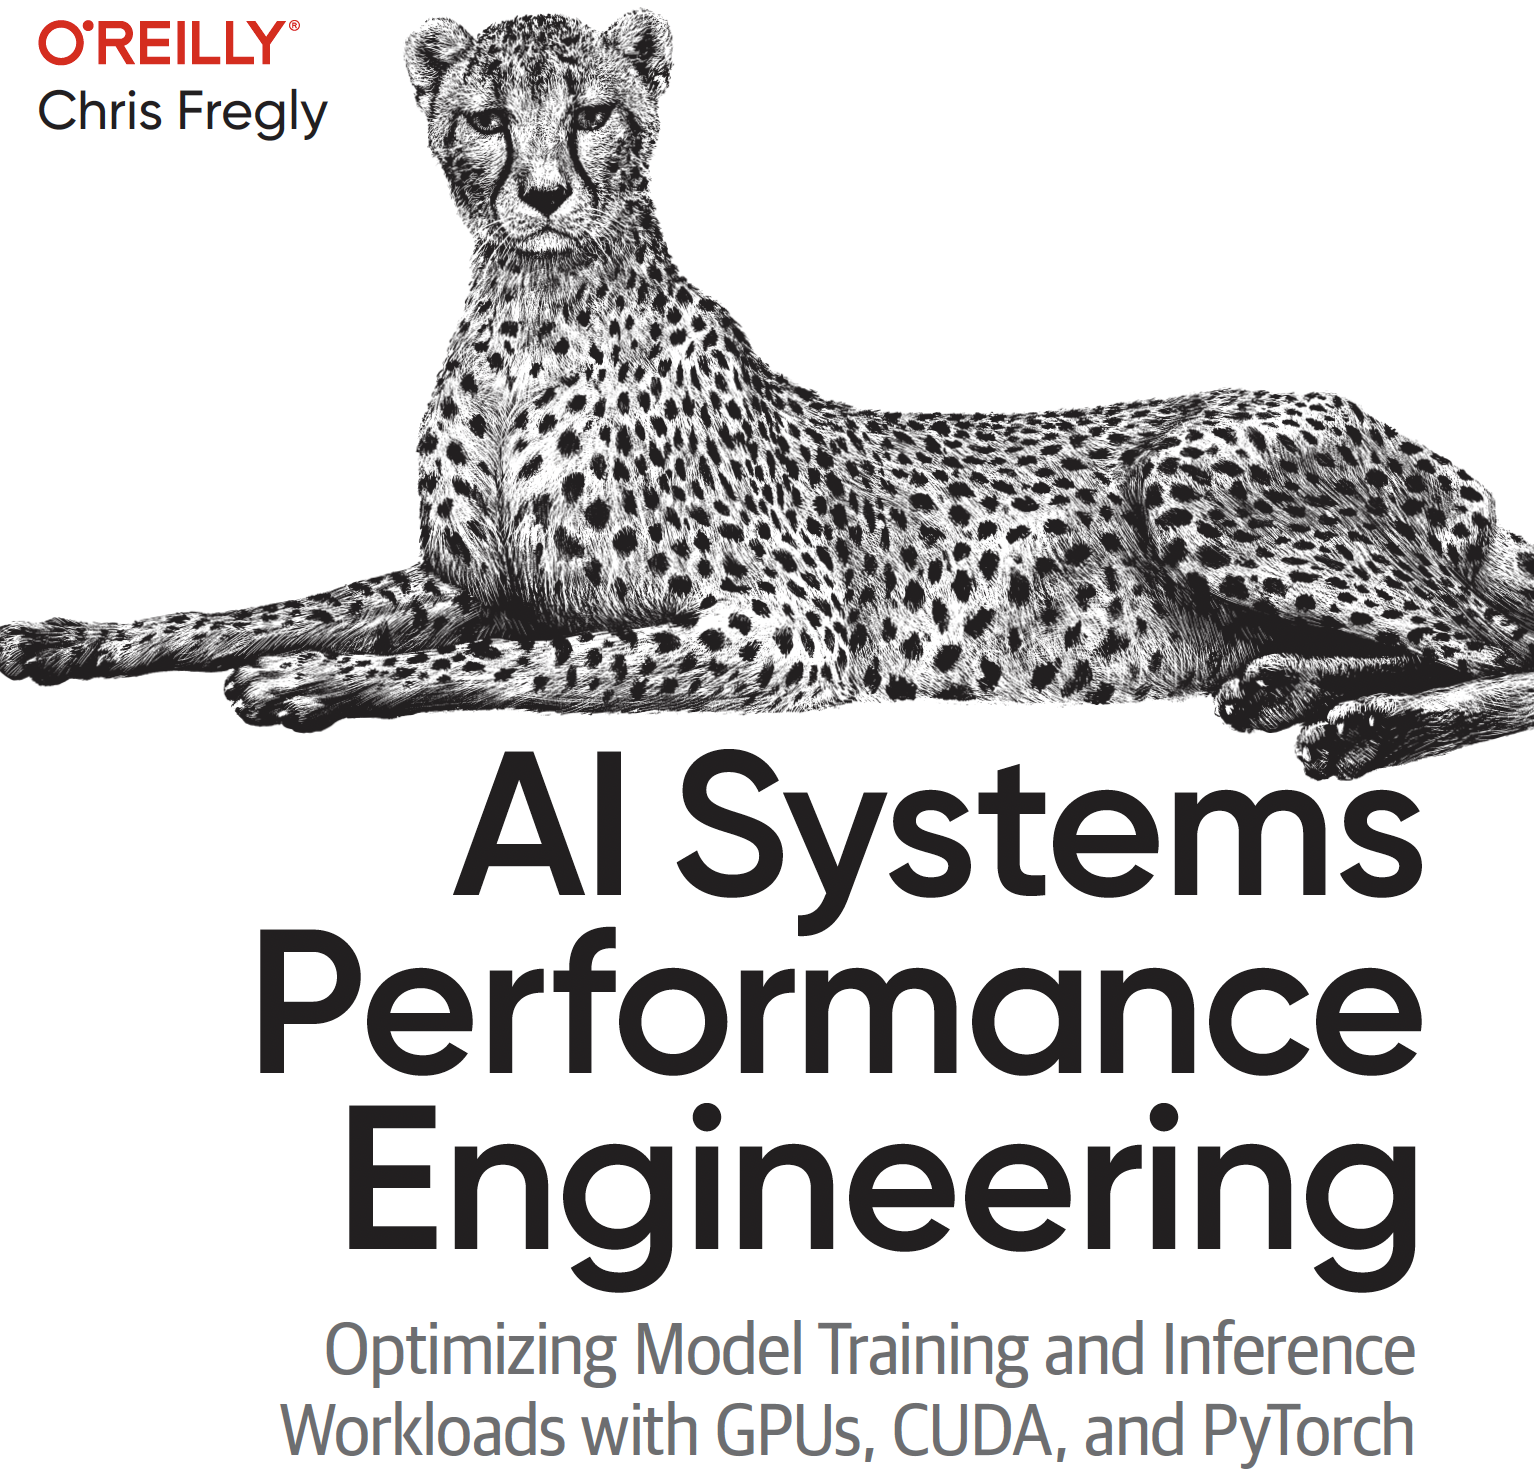 O'REILLY®
Chris Fregly
AI Systems
Performance
Engineering
Optimizing Model Training and Inference
Workloads with GPUs, CUDA, and PyTorch